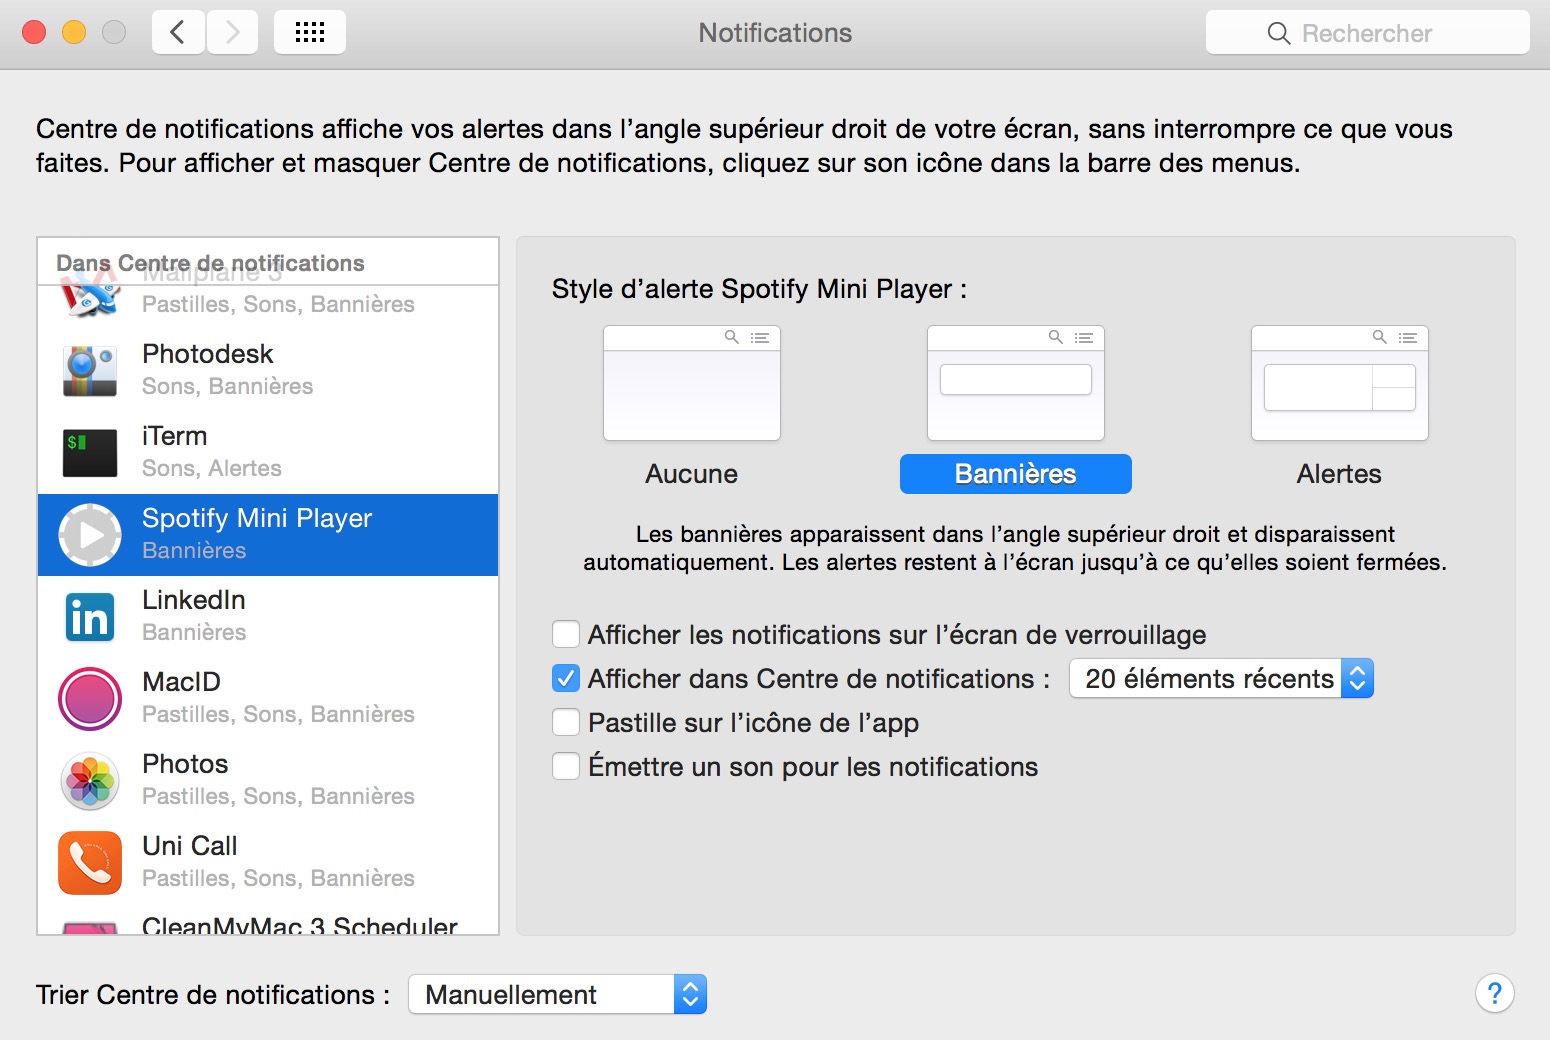 Notifications
Rechercher
Centre de notifications affiche vos alertes dans l'angle supérieur droit de votre écran, sans interrompre ce que vous
faites. Pour afficher et masquer Centre de notifications, cliquez sur son icône dans la barre des menus.
Dans Centre de notifications
Mailplane 3
Pastilles, Sons, Bannières
Photodesk
Sons, Bannières
$
iTerm
Sons, Alertes
Spotify Mini Player
Bannières
in
LinkedIn
Bannières
MacID
Pastilles, Sons, Bannières
Photos
Pastilles, Sons, Bannières
Uni Call
Pastilles, Sons, Bannières
CleanMyMac 3 Scheduler
Style d'alerte Spotify Mini Player :
Aucune
Bannières
Alertes
Les bannières apparaissent dans l'angle supérieur droit et disparaissent
automatiquement. Les alertes restent à l'écran jusqu'à ce qu'elles soient fermées.
Afficher les notifications sur l'écran de verrouillage
Afficher dans Centre de notifications : 20 éléments récents
Pastille sur l'icône de l'app
Émettre un son pour les notifications
Trier Centre de notifications : Manuellement
?